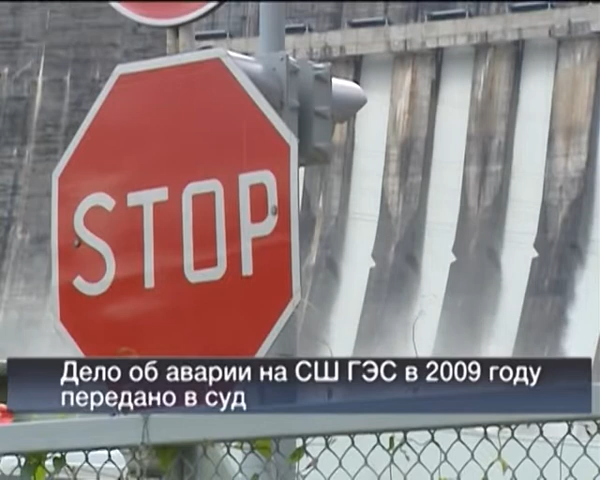 STOP
Дело об аварии на СШ ГЭС в 2009 году
передано в суд